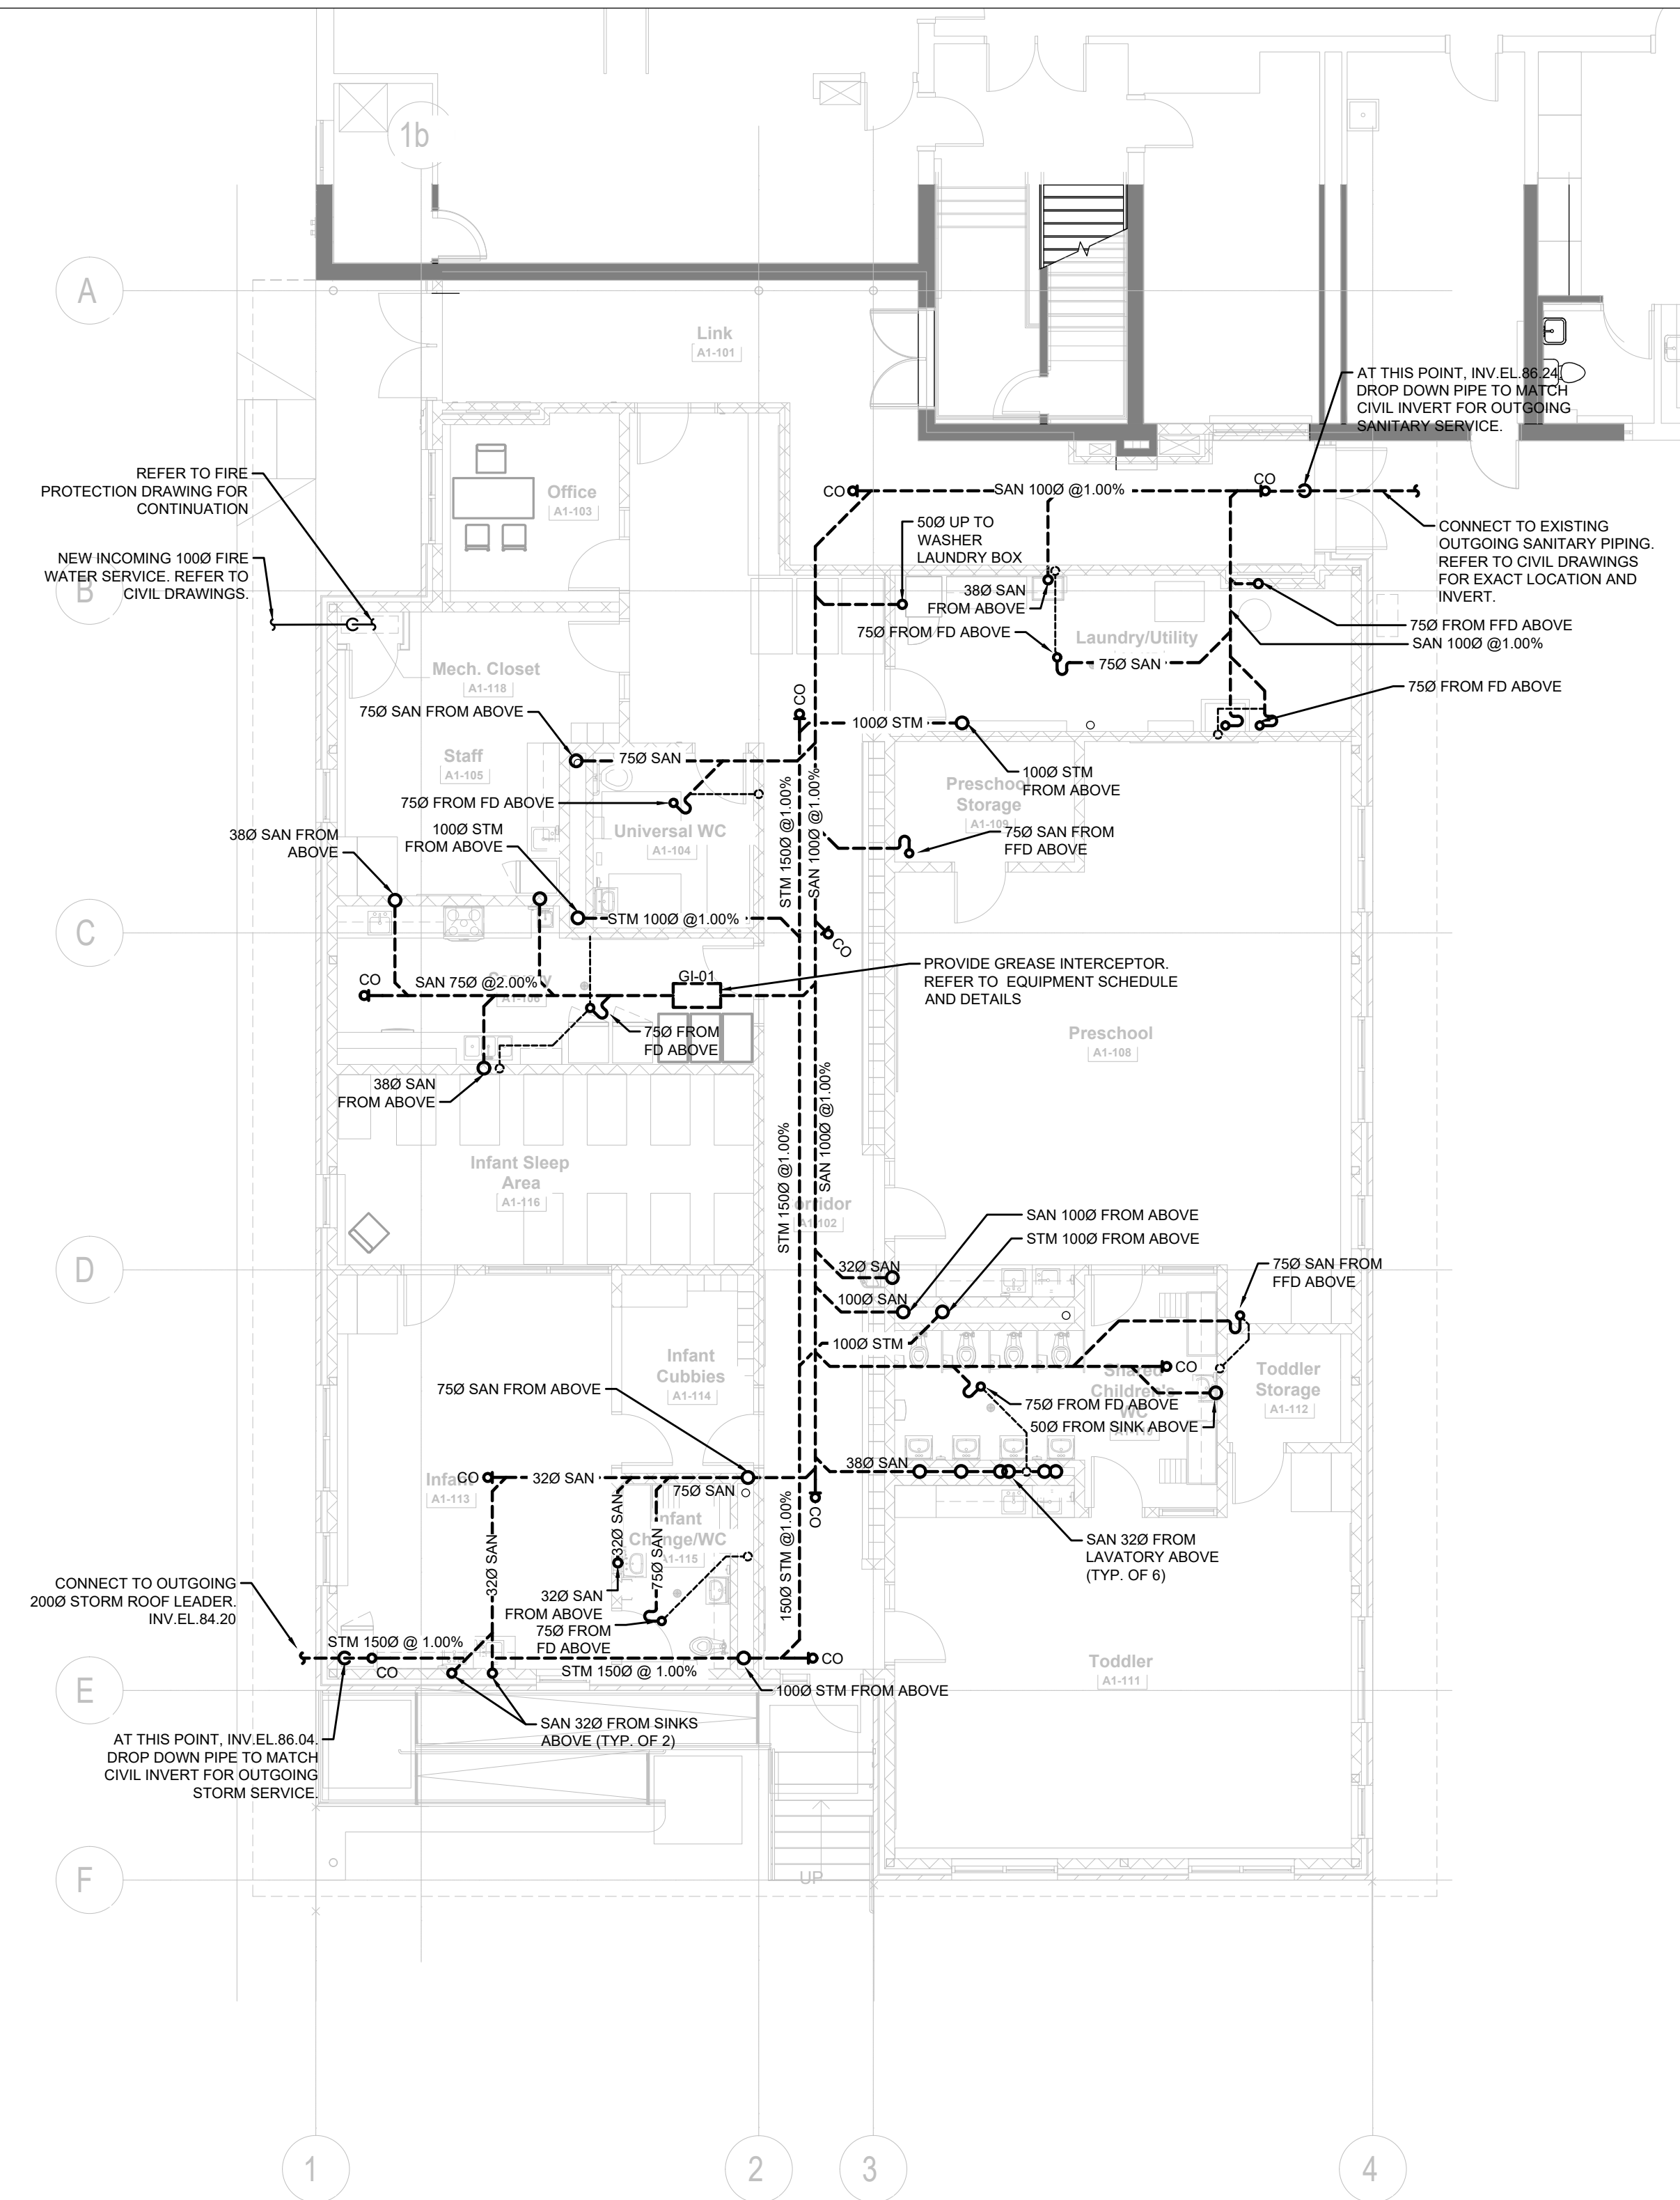 1b
A
Link
A1-101
AT THIS POINT, INV.EL.86.24.
DROP DOWN PIPE TO MATCH
CIVIL INVERT FOR OUTGOING
SANITARY SERVICE.
REFER TO FIRE
PROTECTION DRAWING FOR
CONTINUATION
Office
A1-103
CO
SAN 100Ø @1.00%
CO
50Ø UP TO
WASHER
LAUNDRY BOX
CONNECT TO EXISTING
OUTGOING SANITARY PIPING.
REFER TO CIVIL DRAWINGS
FOR EXACT LOCATION AND
INVERT.
NEW INCOMING 100Ø FIRE
WATER SERVICE. REFER TO
CIVIL DRAWINGS.
B
38Ø SAN
FROM ABOVE
75Ø FROM FD ABOVE
Laundry/Utility
75Ø SAN
75Ø FROM FFD ABOVE
SAN 100Ø @1.00%
75Ø FROM FD ABOVE
Mech. Closet
A1-118
75Ø SAN FROM ABOVE
CO
100Ø STM
100Ø STM
FROM ABOVE
Staff
A1-105
75Ø SAN
75Ø FROM FD ABOVE
STM 150Ø @1.00%
SAN 100Ø @1.00%
Preschool
Storage
A1-109
75Ø SAN FROM
FFD ABOVE
38Ø SAN FROM
ABOVE
100Ø STM
FROM ABOVE
Universal WC
A1-104
C
STM 100Ø @1.00%
CO
CO
SAN 75Ø @2.00%
A1-106
GI-01
PROVIDE GREASE INTERCEPTOR.
REFER TO EQUIPMENT SCHEDULE
AND DETAILS
75Ø FROM
FD ABOVE
38Ø SAN
FROM ABOVE
Preschool
A1-108
STM 150Ø @1.00%
SAN 100Ø @1.00%
Infant Sleep
Area
A1-116
orridor
A1-102
SAN 100Ø FROM ABOVE
STM 100Ø FROM ABOVE
D
32Ø SAN
100Ø SAN
75Ø SAN FROM
FFD ABOVE
100Ø STM
CO
Infant
Cubbies
A1-114
75Ø SAN FROM ABOVE
Shared
Children's
WC
75Ø FROM FD ABOVE
50Ø FROM SINK ABOVE
Toddler
Storage
A1-112
Infant
A1-113
CO
32Ø SAN
75Ø SAN
38Ø SAN
CO
150Ø STM @1.00%
32Ø SAN
32Ø SAN
75Ø SAN
nfant
Change/WC
A1-115
SAN 32Ø FROM
LAVATORY ABOVE
(TYP. OF 6)
32Ø SAN
FROM ABOVE
75Ø FROM
FD ABOVE
CONNECT TO OUTGOING
200Ø STORM ROOF LEADER.
INV.EL.84.20
STM 150Ø @ 1.00%
CO
STM 150Ø @ 1.00%
CO
Toddler
A1-111
E
100Ø STM FROM ABOVE
SAN 32Ø FROM SINKS
ABOVE (TYP. OF 2)
AT THIS POINT, INV.EL.86.04.
DROP DOWN PIPE TO MATCH
CIVIL INVERT FOR OUTGOING
STORM SERVICE.
F
UP
1
2
3
4